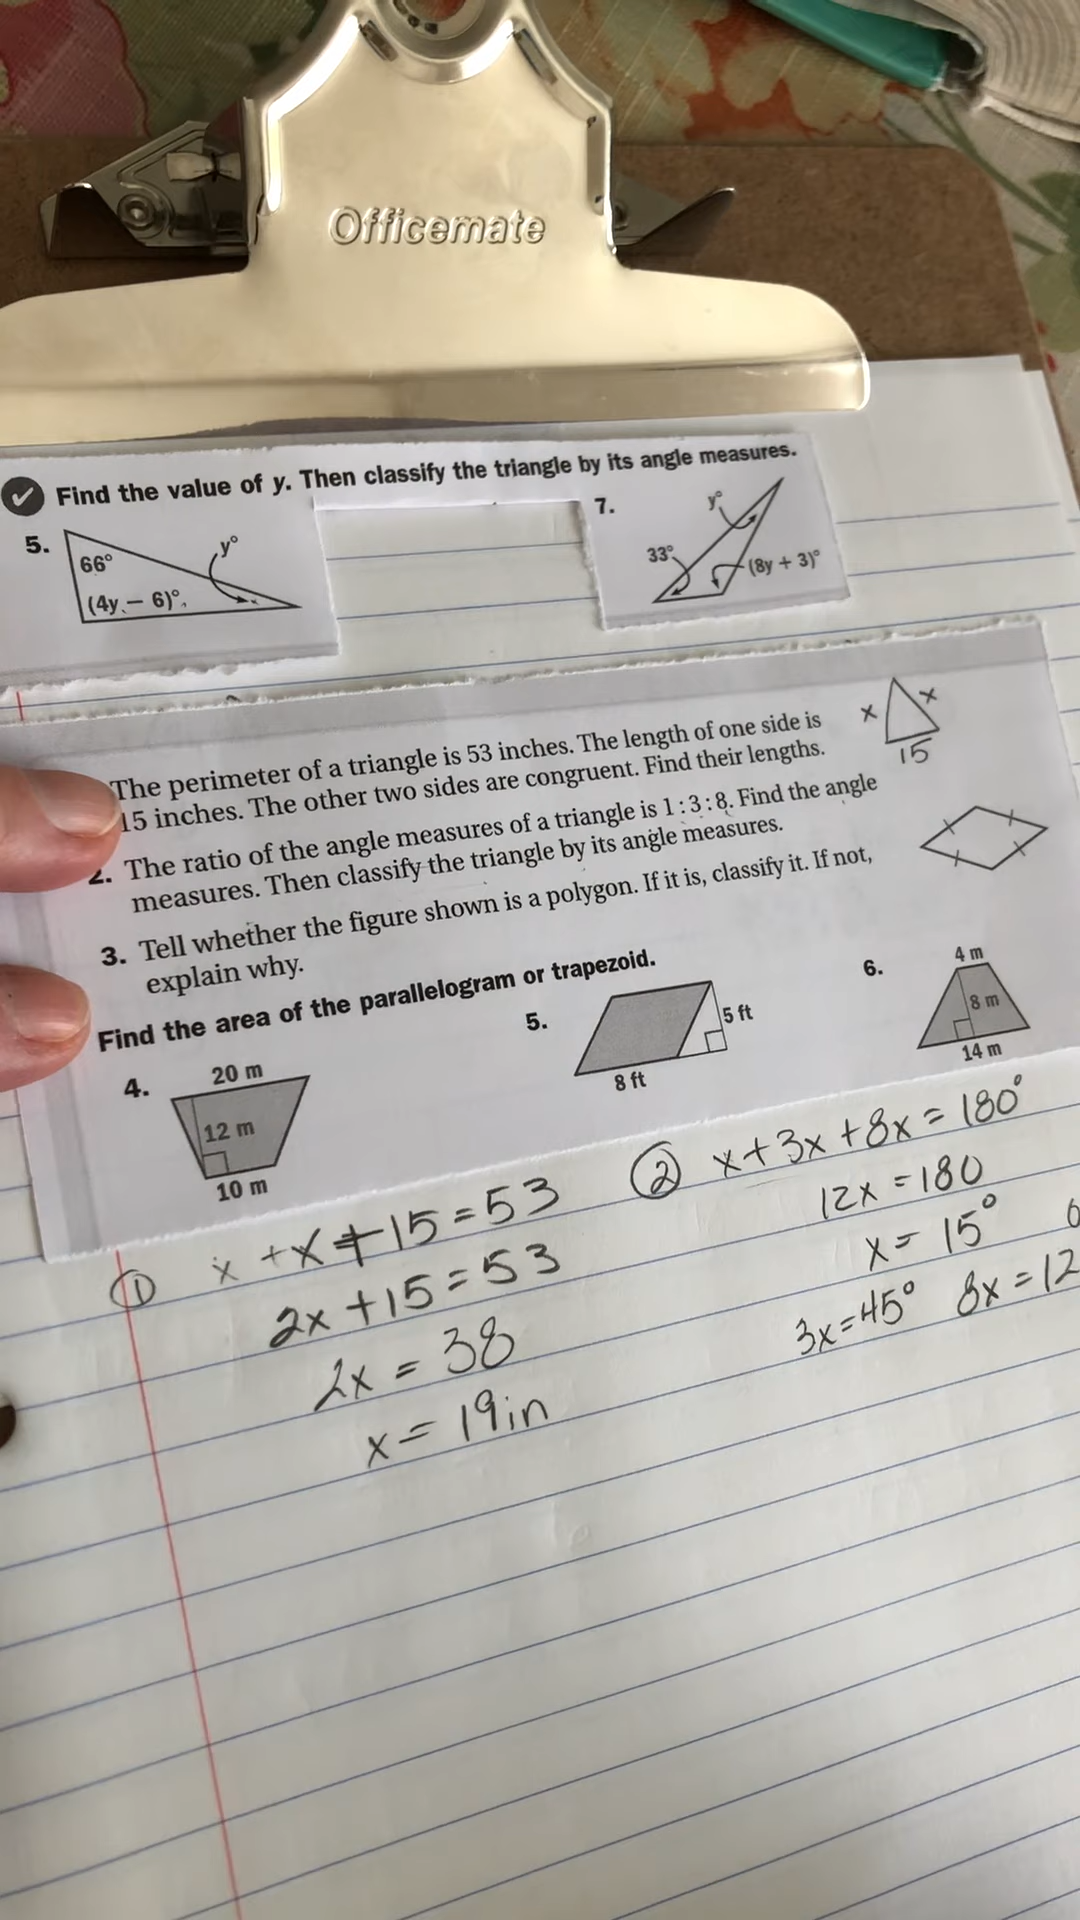 Officemate
Find the value of y. Then classify the triangle by its angle measures.
5.
66°
y°
(4y – 6)°
7.
y°
33°
(8y + 3)°
The perimeter of a triangle is 53 inches. The length of one side is
15 inches. The other two sides are congruent. Find their lengths.
x
x
15
2. The ratio of the angle measures of a triangle is 1 : 3 : 8. Find the angle
measures. Then classify the triangle by its angle measures.
3. Tell whether the figure shown is a polygon. If it is, classify it. If not,
explain why.
Find the area of the parallelogram or trapezoid.
4.
20 m
12 m
10 m
5.
5 ft
8 ft
6.
4 m
8 m
14 m
① x + x + 15 = 53
2x + 15 = 53
2x = 38
x = 19in
② x + 3x + 8x = 180°
12x = 180
x = 15°
3x = 45° 8x = 12